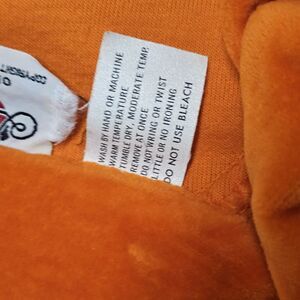 COPYRIGHT
WASH BY HAND OR MACHINE
WARM TEMPERATURE
TUMBLE DRY, MODERATE TEMP.
REMOVE AT ONCE
DO NOT WRING OR TWIST
LITTLE OR NO IRONING
DO NOT USE BLEACH